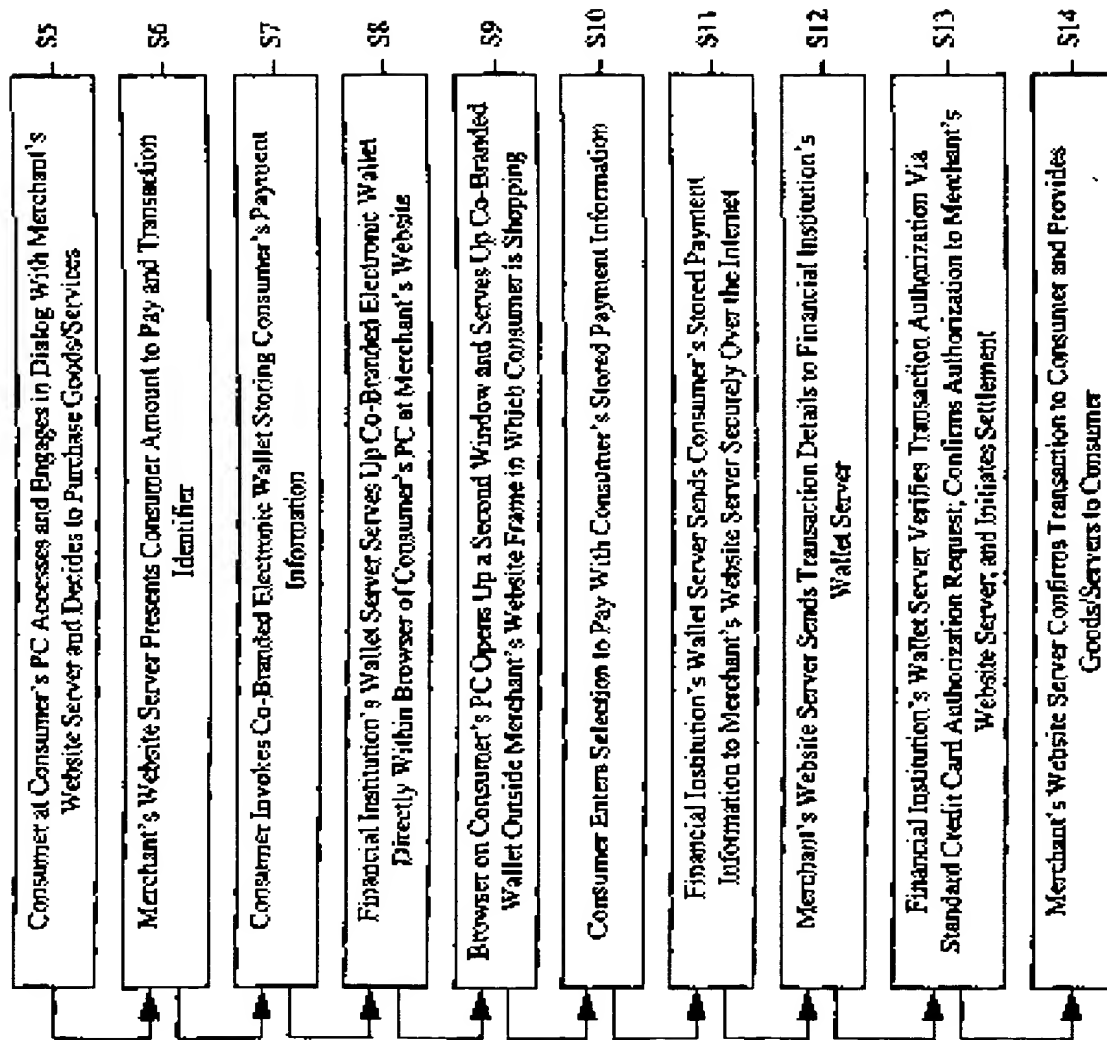 Consumer at Consumer's PC Accesses and Engages in Dialog With Merchant's
Website Server and Decides to Purchase Goods/Services
S5
Merchant's Website Server Presents Consumer Amount to Pay and Transaction
Identifier
S6
Consumer Invokes Co-Branded Electronic Wallet Storing Consumer's Payment
Information
S7
Financial Institution's Wallet Server Serves Up Co-Branded Electronic Wallet
Directly Within Browser of Consumer's PC at Merchant's Website
S8
Browser on Consumer's PC Opens Up a Second Window and Serves Up Co-Branded
Wallet Outside Merchant's Website Frame in Which Consumer is Shopping
S9
Consumer Enters Selection to Pay With Consumer's Stored Payment Information
S10
Financial Institution's Wallet Server Sends Consumer's Stored Payment
Information to Merchant's Website Server Securely Over the Internet
S11
Merchant's Website Server Sends Transaction Details to Financial Institution's
Wallet Server
S12
Financial Institution's Wallet Server Verifies Transaction Authorization Via
Standard Credit Card Authorization Request, Confirms Authorization to Merchant's
Website Server, and Initiates Settlement
S13
Merchant's Website Server Confirms Transaction to Consumer and Provides
Goods/Servers to Consumer
S14